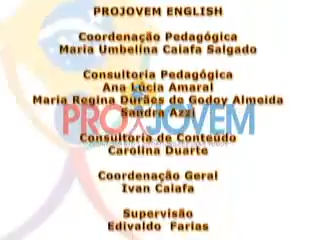 PROJOVEM ENGLISH
Coordenação Pedagógica
Maria Umbelina Caiafa Salgado
Consultoria Pedagógica
Ana Lúcia Amaral
Maria Regina Durães de Godoy Almeida
Sandra Azzi
PROJOVEM
Consultoria de Conteúdo
Carolina Duarte
Coordenação Geral
Ivan Caiafa
Supervisão
Edivaldo Farias